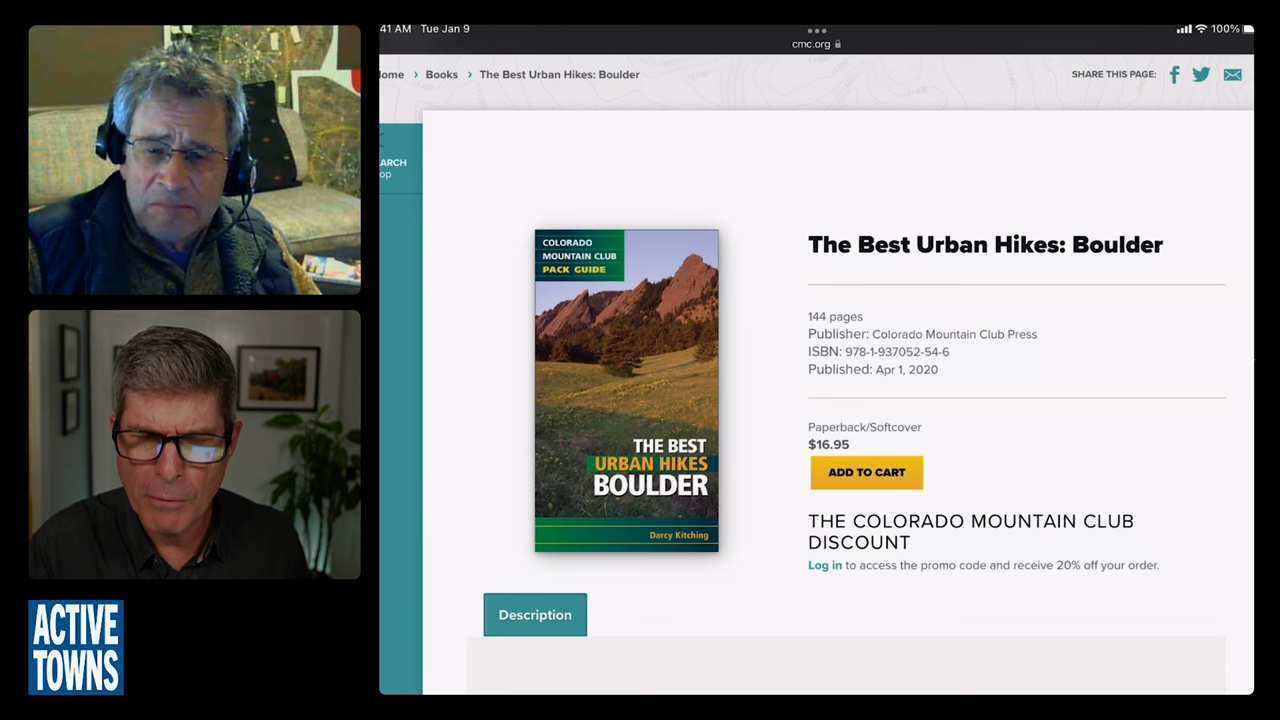 41 AM Tue Jan 9
100%
cmc.org
ome > Books > The Best Urban Hikes: Boulder
SHARE THIS PAGE:
ARCH
op
COLORADO
MOUNTAIN CLUB
PACK GUIDE
THE BEST
URBAN HIKES
BOULDER
Darcy Kitching
The Best Urban Hikes: Boulder
144 pages
Publisher: Colorado Mountain Club Press
ISBN: 978-1-937052-54-6
Published: Apr 1, 2020
Paperback/Softcover
$16.95
ADD TO CART
THE COLORADO MOUNTAIN CLUB
DISCOUNT
Log in to access the promo code and receive 20% off your order.
Description
ACTIVE
TOWNS